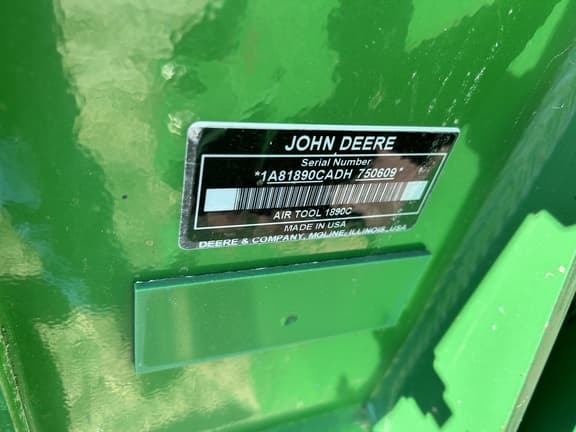 JOHN DEERE
Serial Number
*1A81890CADH 750609*
AIR TOOL 1890C
MADE IN USA
DEERE & COMPANY, MOLINE, ILLINOIS, USA